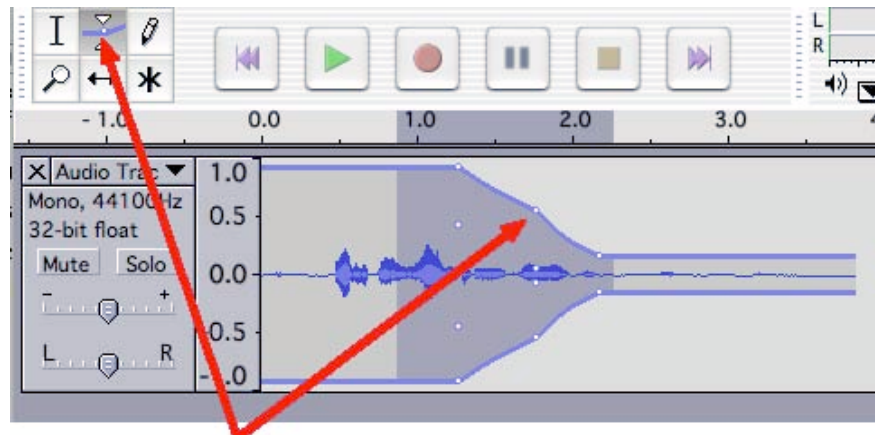 L
R
- 1.0 0.0 1.0 2.0 3.0
X Audio Trac ▼
Mono, 44100Hz
32-bit float
Mute Solo
- +
L R
1.0
0.5
0.0
-0.5
-1.0